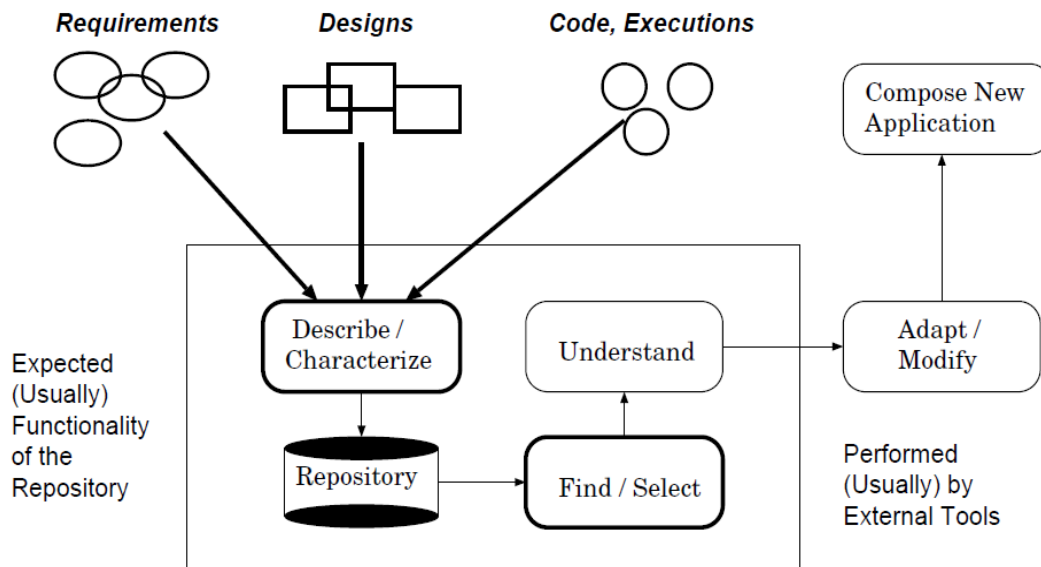 Requirements
Designs
Code, Executions
Compose New
Application
Describe /
Characterize
Understand
Adapt /
Modify
Expected
(Usually)
Functionality
of the
Repository
Repository
Find / Select
Performed
(Usually) by
External Tools